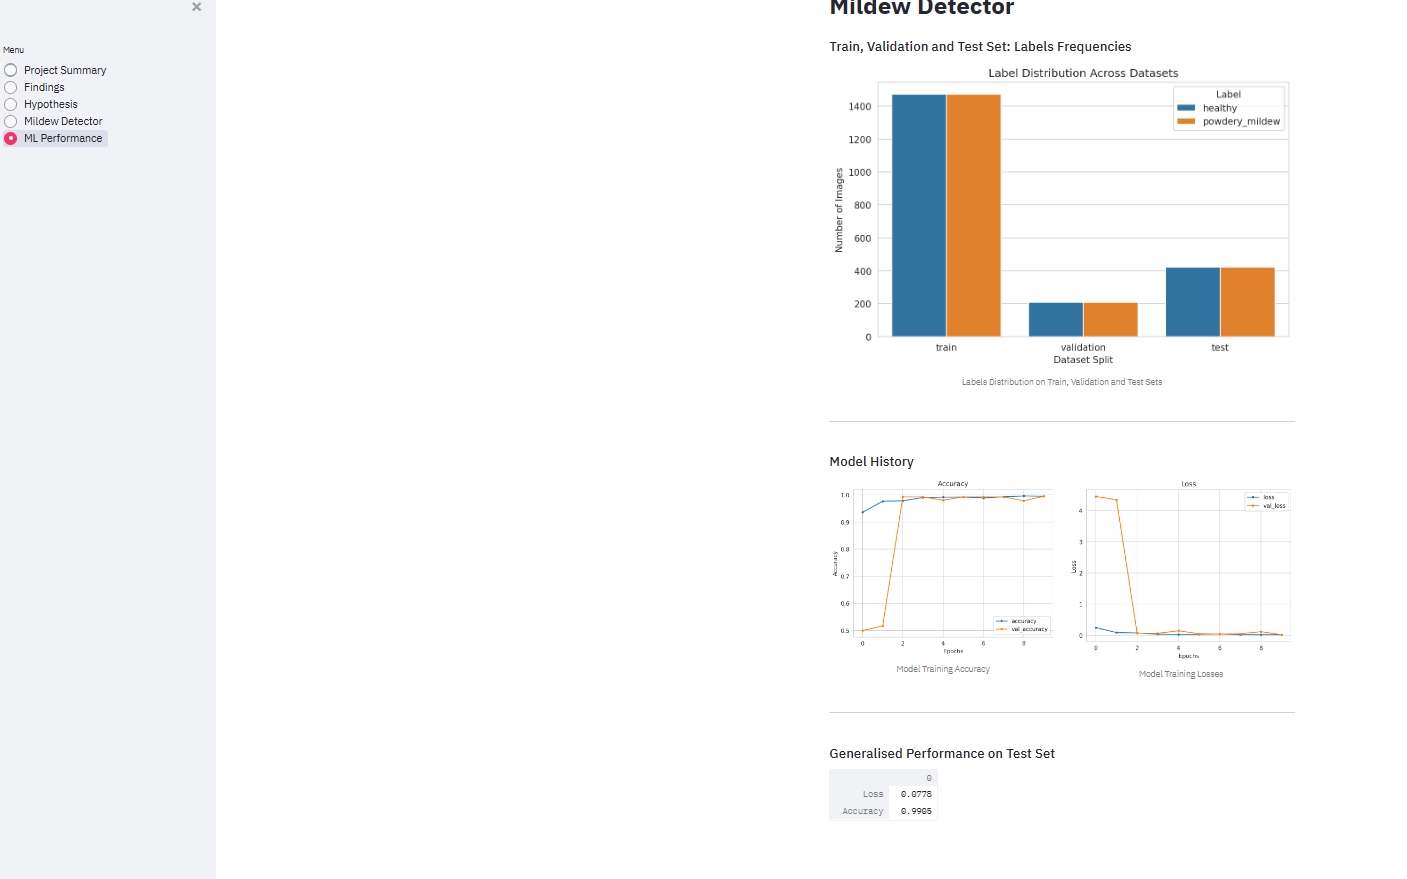 ×
Menu
Project Summary
Findings
Hypothesis
Mildew Detector
ML Performance
Mildew Detector
Train, Validation and Test Set: Labels Frequencies
Label Distribution Across Datasets
Label
healthy
powdery_mildew
Number of Images
1400
1200
1000
800
600
400
200
0
train validation test
Dataset Split
Labels Distribution on Train, Validation and Test Sets
Model History
Accuracy
Accuracy
1.0
0.9
0.8
0.7
0.6
0.5
accuracy
val_accuracy
0 2 4 6 8
Epochs
Model Training Accuracy
Loss
loss
val_loss
Loss
4
3
2
1
0
0 2 4 6 8
Epochs
Model Training Losses
Generalised Performance on Test Set
0
Loss 0.0778
Accuracy 0.9905